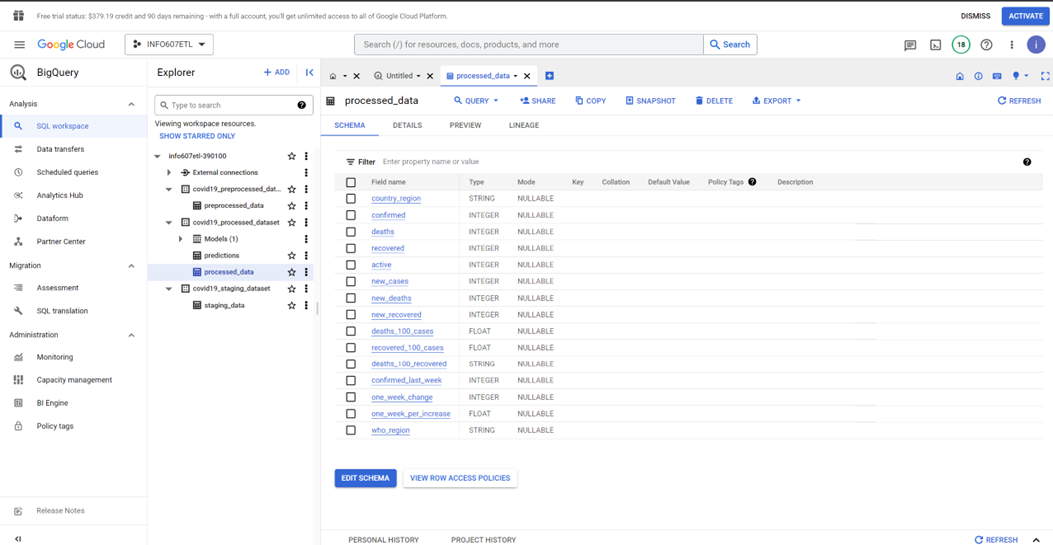 Free trial status: $379.19 credit and 90 days remaining - with a full account, you'll get unlimited access to all of Google Cloud Platform.
DISMISS
ACTIVATE
Google Cloud
INFO607ETL
Search (/) for resources, docs, products, and more
Search
18
i
BigQuery
Analysis
SQL workspace
Data transfers
Scheduled queries
Analytics Hub
Dataform
Partner Center
Migration
Assessment
SQL translation
Administration
Monitoring
Capacity management
BI Engine
Policy tags
Release Notes
Explorer
+ ADD
Type to search
Viewing workspace resources.
SHOW STARRED ONLY
info607etl-390100
External connections
covid19_preprocessed_dat...
preprocessed_data
covid19_processed_dataset
Models (1)
predictions
processed_data
covid19_staging_dataset
staging_data
Untitled
processed_data
processed_data
QUERY
SHARE
COPY
SNAPSHOT
DELETE
EXPORT
REFRESH
SCHEMA DETAILS PREVIEW LINEAGE
Filter Enter property name or value
Field name Type Mode Key Collation Default Value Policy Tags Description
country_region STRING NULLABLE
confirmed INTEGER NULLABLE
deaths INTEGER NULLABLE
recovered INTEGER NULLABLE
active INTEGER NULLABLE
new_cases INTEGER NULLABLE
new_deaths INTEGER NULLABLE
new_recovered INTEGER NULLABLE
deaths_100_cases FLOAT NULLABLE
recovered_100_cases FLOAT NULLABLE
deaths_100_recovered STRING NULLABLE
confirmed_last_week INTEGER NULLABLE
one_week_change INTEGER NULLABLE
one_week_per_increase FLOAT NULLABLE
who_region STRING NULLABLE
EDIT SCHEMA
VIEW ROW ACCESS POLICIES
PERSONAL HISTORY
PROJECT HISTORY
REFRESH